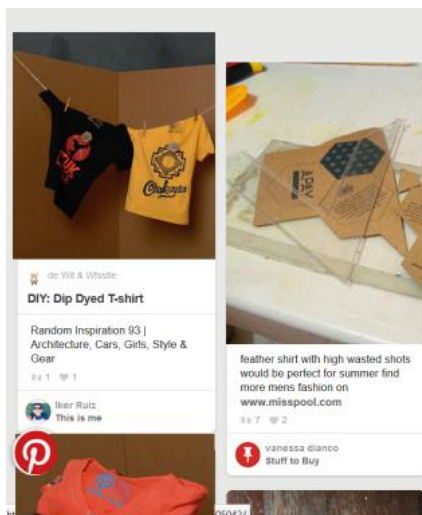 de Wit & Whistle
DIY: Dip Dyed T-shirt
Random Inspiration 93 |
Architecture, Cars, Girls, Style &
Gear
1 1
Iker Ruiz
This is me
feather shirt with high wasted shots
would be perfect for summer find
more mens fashion on
www.misspool.com
7 2
vanessa dianco
Stuff to Buy